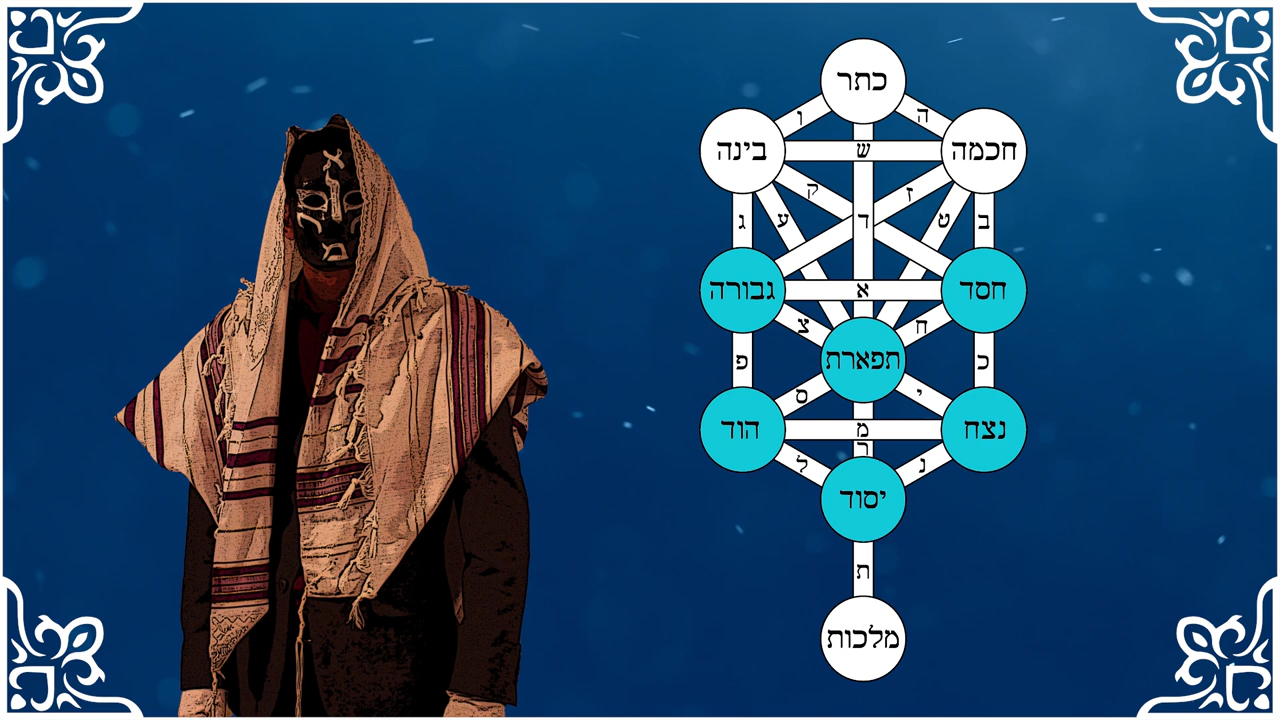 כתר
ה ו
חכמה ש בינה
ז ק
ב ט ד ע ג
חסד א גבורה
ח צ
תפארת
כ פ
י ס
נצח מ הוד
ר
נ ל
יסוד
ת
מלכות